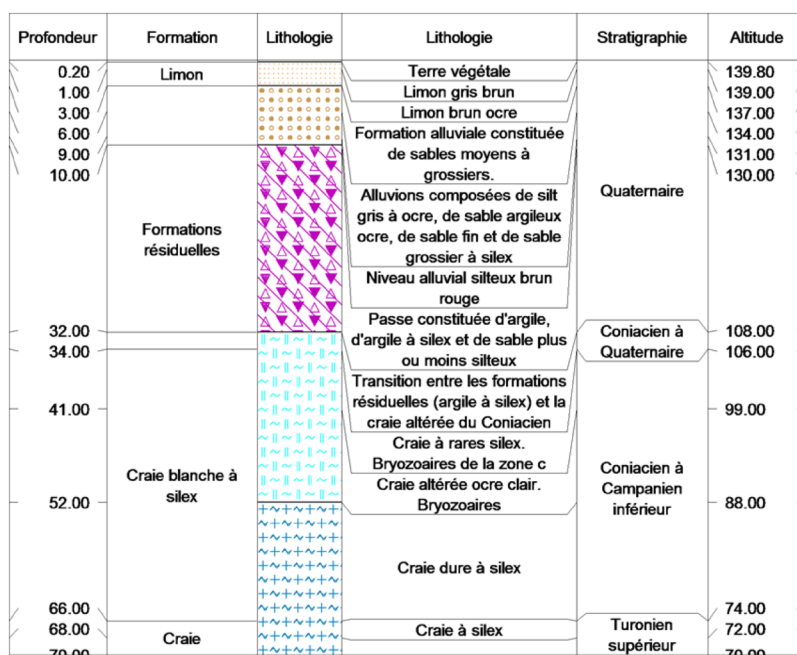 Profondeur Formation Lithologie Lithologie Stratigraphie Altitude
0.20 Limon Terre végétale 139.80
1.00 Limon gris brun 139.00
3.00 Limon brun ocre 137.00
6.00 Formation alluviale constituée 134.00
9.00 de sables moyens à 131.00
10.00 grossiers. 130.00
Alluvions composées de silt Quaternaire
gris à ocre, de sable argileux
Formations ocre, de sable fin et de sable
résiduelles grossier à silex
Niveau alluvial silteux brun
rouge
Passe constituée d'argile,
32.00 d'argile à silex et de sable plus Coniacien à 108.00
34.00 ou moins silteux Quaternaire 106.00
Transition entre les formations
résiduelles (argile à silex) et la
41.00 craie altérée du Coniacien 99.00
Craie à rares silex.
Craie blanche à Bryozoaires de la zone c Coniacien à
silex Craie altérée ocre clair. Campanien
52.00 Bryozoaires inférieur 88.00
Craie dure à silex
66.00 74.00
68.00 Craie Craie à silex Turonien 72.00
70.00 supérieur 70.00